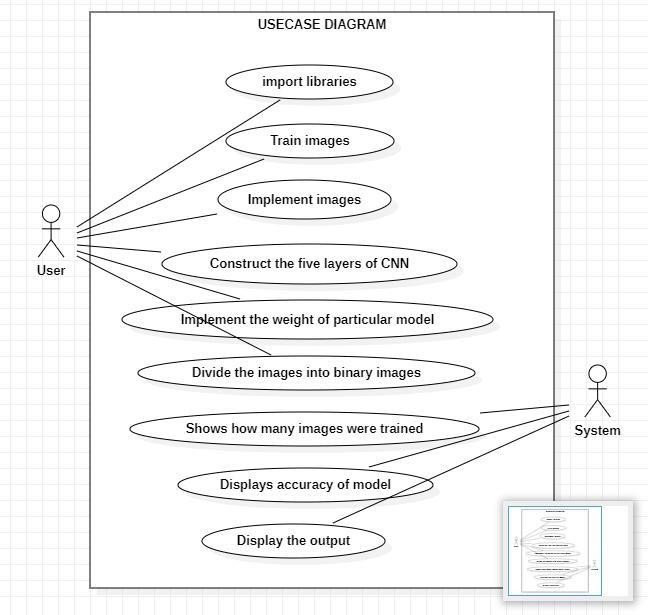 USECASE DIAGRAM
import libraries
Train images
Implement images
User
Construct the five layers of CNN
Implement the weight of particular model
Divide the images into binary images
Shows how many images were trained
System
Displays accuracy of model
Display the output